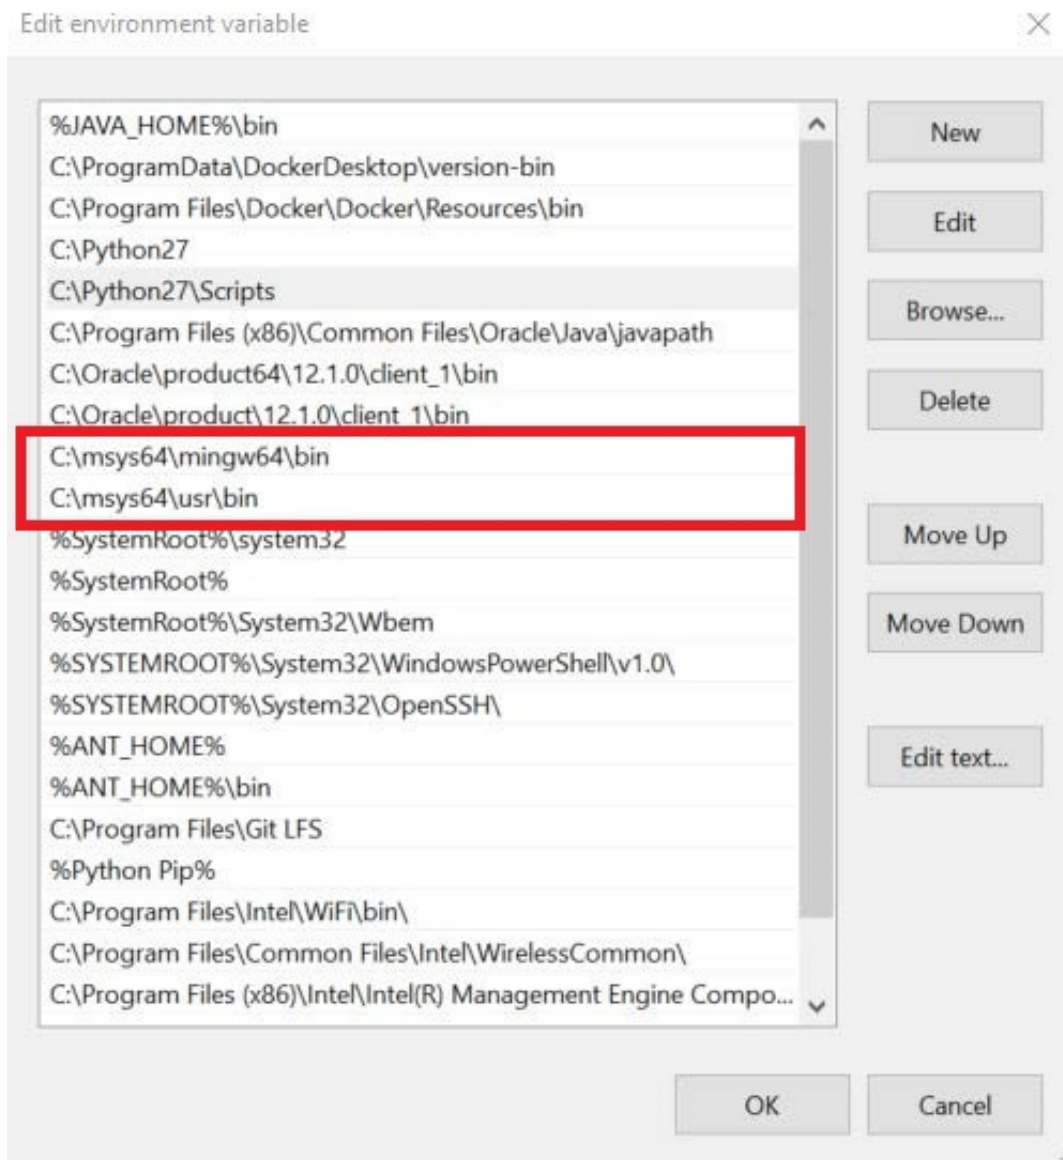 Edit environment variable
%JAVA_HOME%\bin
C:\ProgramData\DockerDesktop\version-bin
C:\Program Files\Docker\Docker\Resources\bin
C:\Python27
C:\Python27\Scripts
C:\Program Files (x86)\Common Files\Oracle\Java\javapath
C:\Oracle\product64\12.1.0\client_1\bin
C:\Oracle\product\12.1.0\client_1\bin
C:\msys64\mingw64\bin
C:\msys64\usr\bin
%SystemRoot%\system32
%SystemRoot%
%SystemRoot%\System32\Wbem
%SYSTEMROOT%\System32\WindowsPowerShell\v1.0\
%SYSTEMROOT%\System32\OpenSSH\
%ANT_HOME%
%ANT_HOME%\bin
C:\Program Files\Git LFS
%Python Pip%
C:\Program Files\Intel\WiFi\bin\
C:\Program Files\Common Files\Intel\WirelessCommon\
C:\Program Files (x86)\Intel\Intel(R) Management Engine Compo...
New
Edit
Browse...
Delete
Move Up
Move Down
Edit text...
OK
Cancel